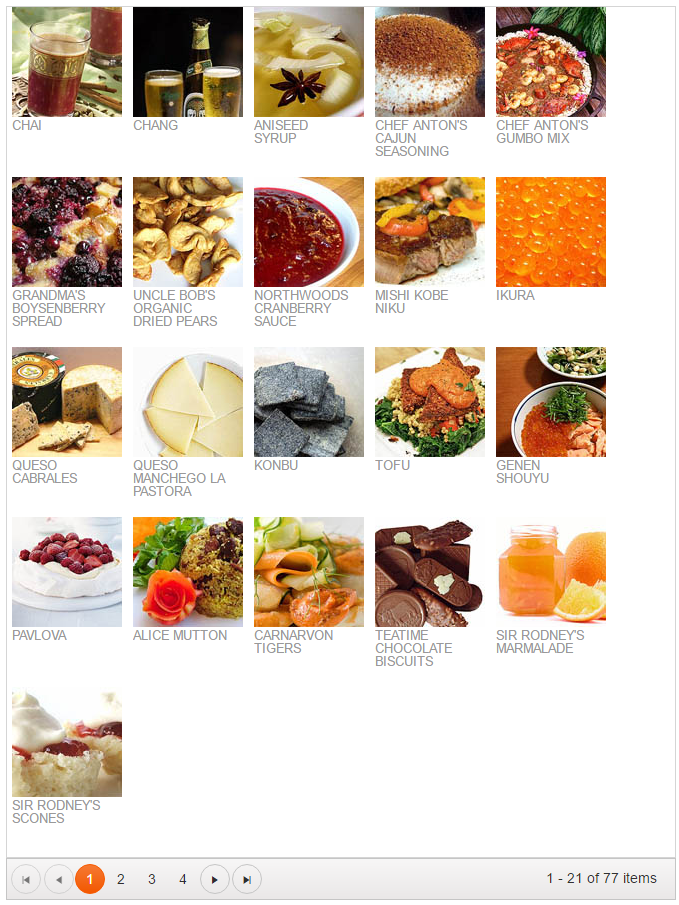 CHAI
CHANG
ANISEED
SYRUP
CHEF ANTON'S
CAJUN
SEASONING
CHEF ANTON'S
GUMBO MIX
GRANDMA'S
BOYSENBERRY
SPREAD
UNCLE BOB'S
ORGANIC
DRIED PEARS
NORTHWOODS
CRANBERRY
SAUCE
MISHI KOBE
NIKU
IKURA
QUESO
CABRALES
QUESO
MANCHEGO LA
PASTORA
KONBU
TOFU
GENEN
SHOUYU
PAVLOVA
ALICE MUTTON
CARNARVON
TIGERS
TEATIME
CHOCOLATE
BISCUITS
SIR RODNEY'S
MARMALADE
SIR RODNEY'S
SCONES
1 2 3 4 1 - 21 of 77 items